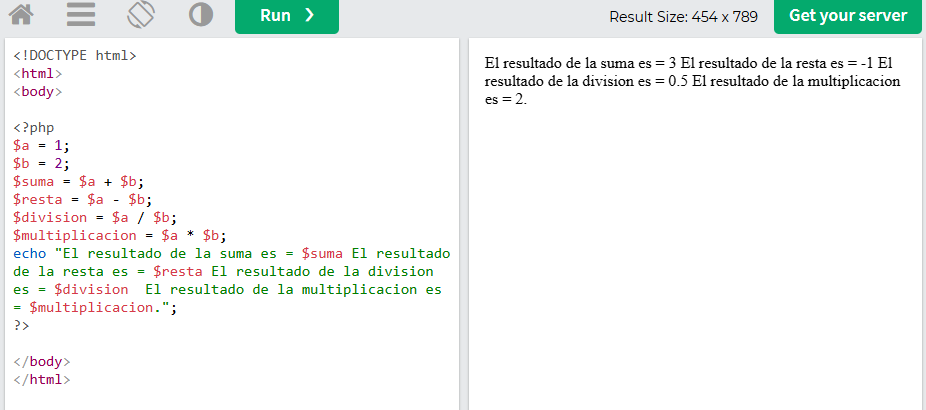 Run ❯
Result Size: 454 x 789
Get your server
<!DOCTYPE html>
<html>
<body>
<?php
$a = 1;
$b = 2;
$suma = $a + $b;
$resta = $a - $b;
$division = $a / $b;
$multiplicacion = $a * $b;
echo "El resultado de la suma es = $suma El resultado
de la resta es = $resta El resultado de la division
es = $division  El resultado de la multiplicacion es
= $multiplicacion.";
?>
</body>
</html>
El resultado de la suma es = 3 El resultado de la resta es = -1 El
resultado de la division es = 0.5 El resultado de la multiplicacion
es = 2.